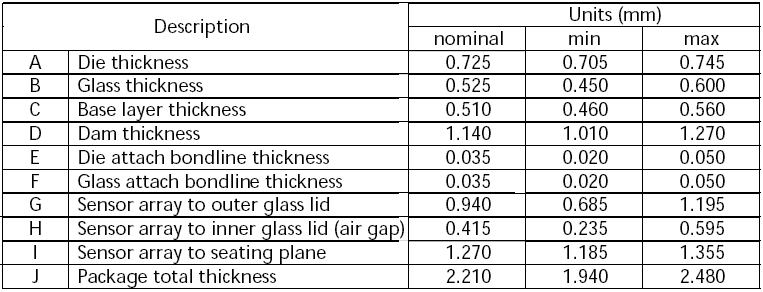 Description Units (mm)
nominal min max
A Die thickness 0.725 0.705 0.745
B Glass thickness 0.525 0.450 0.600
C Base layer thickness 0.510 0.460 0.560
D Dam thickness 1.140 1.010 1.270
E Die attach bondline thickness 0.035 0.020 0.050
F Glass attach bondline thickness 0.035 0.020 0.050
G Sensor array to outer glass lid 0.940 0.685 1.195
H Sensor array to inner glass lid (air gap) 0.415 0.235 0.595
I Sensor array to seating plane 1.270 1.185 1.355
J Package total thickness 2.210 1.940 2.480